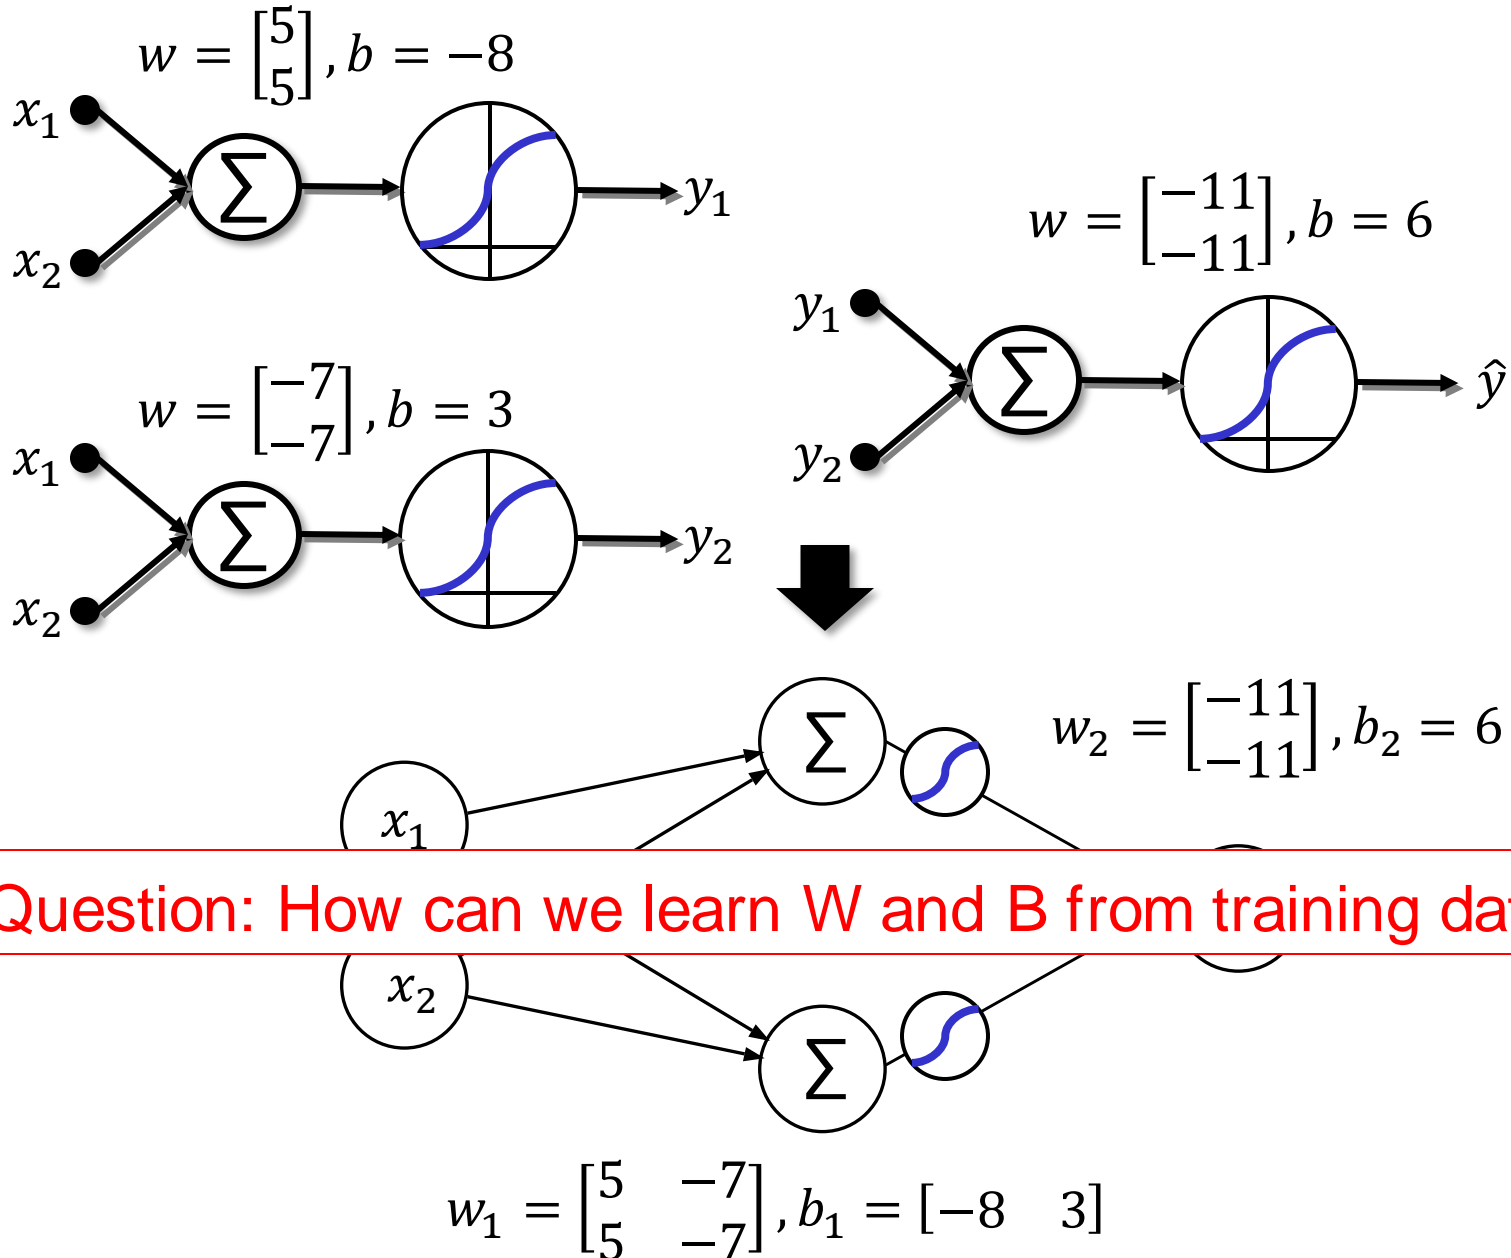 w = [5 5], b = −8
x₁
Σ
y₁
x₂
w = [−11 −11], b = 6
y₁
Σ
ŷ
y₂
w = [−7 −7], b = 3
x₁
Σ
y₂
x₂
Σ
w₂ = [−11 −11], b₂ = 6
x₁
Question: How can we learn W and B from training
x₂
Σ
w₁ = [5 −7 5 −7], b₁ = [−8 3]